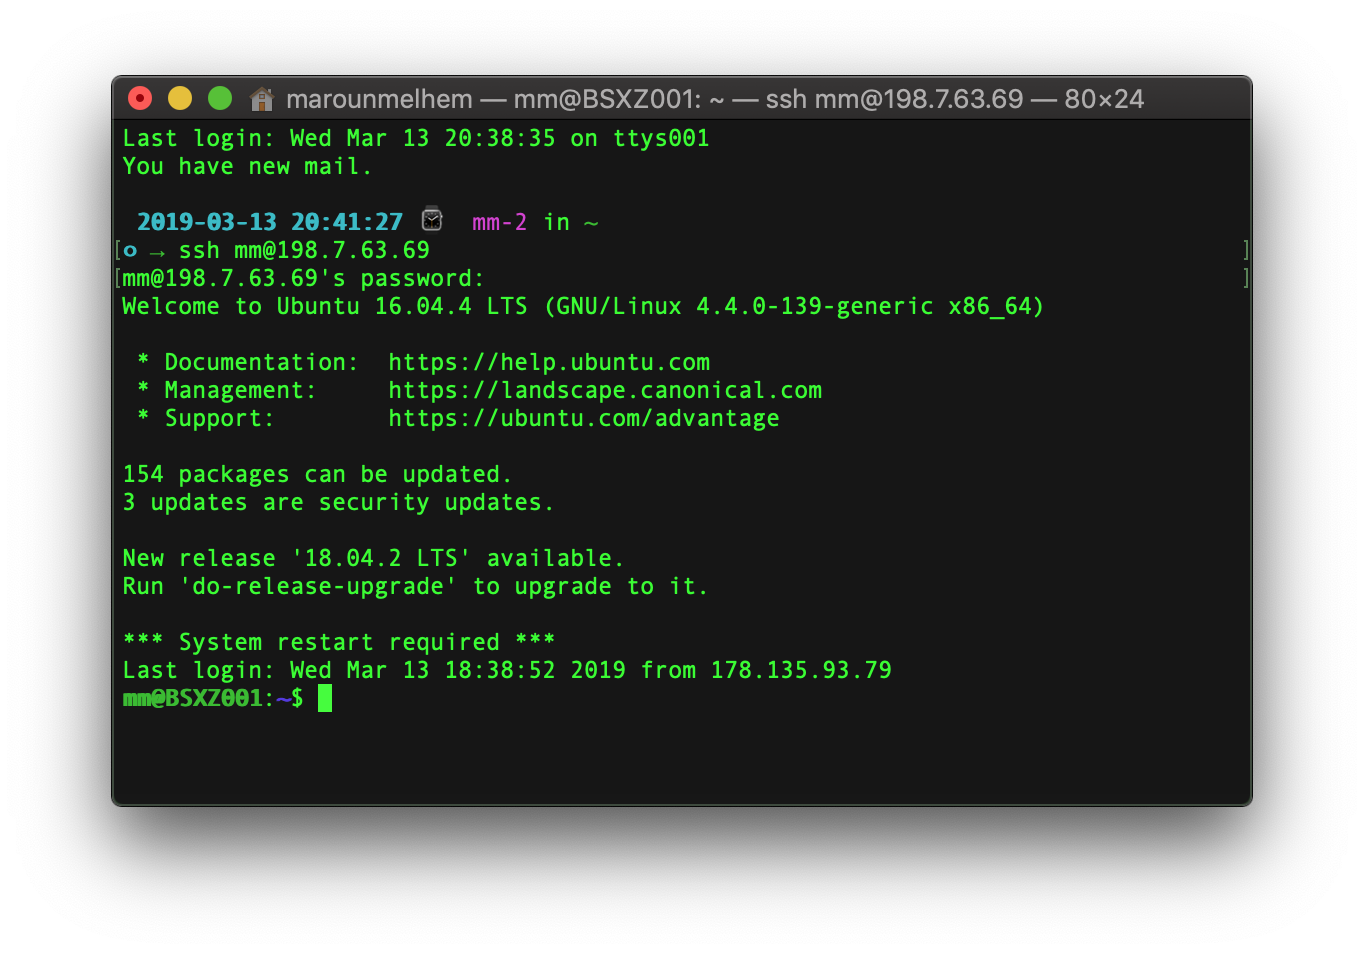 marounmelhem — mm@BSXZ001: ~ — ssh mm@198.7.63.69 — 80×24
Last login: Wed Mar 13 20:38:35 on ttys001
You have new mail.
2019-03-13 20:41:27 ⌚ mm-2 in ~
[o → ssh mm@198.7.63.69 ]
[mm@198.7.63.69's password: ]
Welcome to Ubuntu 16.04.4 LTS (GNU/Linux 4.4.0-139-generic x86_64)
* Documentation:  https://help.ubuntu.com
* Management:     https://landscape.canonical.com
* Support:        https://ubuntu.com/advantage
154 packages can be updated.
3 updates are security updates.
New release '18.04.2 LTS' available.
Run 'do-release-upgrade' to upgrade to it.
*** System restart required ***
Last login: Wed Mar 13 18:38:52 2019 from 178.135.93.79
mm@BSXZ001:~$